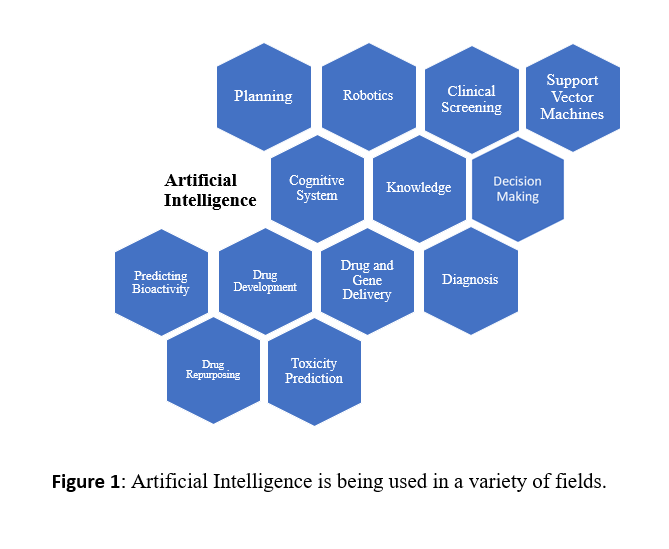 Planning
Robotics
Clinical
Screening
Support
Vector
Machines
Artificial
Intelligence
Cognitive
System
Knowledge
Decision
Making
Predicting
Bioactivity
Drug
Development
Drug and
Gene
Delivery
Diagnosis
Drug
Repurposing
Toxicity
Prediction
Figure 1: Artificial Intelligence is being used in a variety of fields.